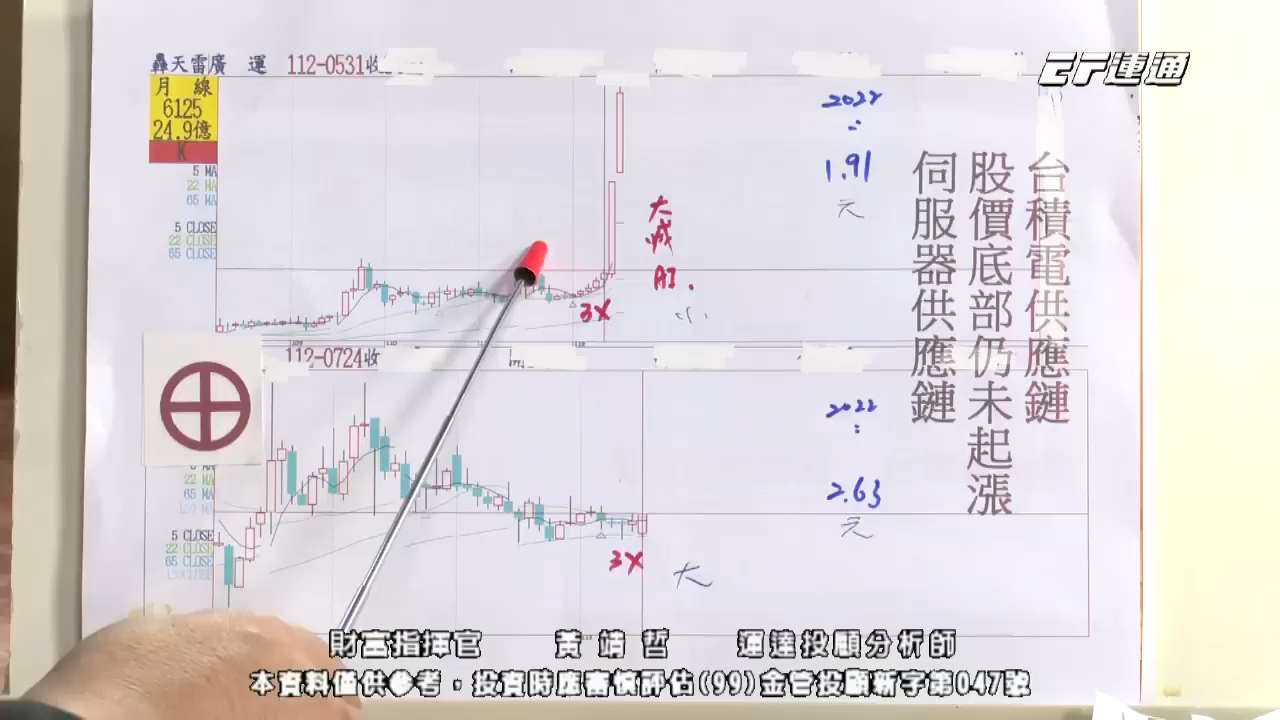 轟天雷廣 運 112-0531收
ET運通
月 線
6125
24.9億
K
5 MA
22 MA
65 MA
5 CLOSE
22 CLOSE
65 CLOSE
2022
:
1.91
元
大成
AI.
3X
台積電供應鏈
股價底部仍未起漲
伺服器供應鏈
112-0724收
22 MA
65 MA
120 MA
5 CLOSE
22 CLOSE
65 CLOSE
120CLOSE
2022
:
2.63
元
3X
大
財富指揮官 黃靖哲 運達投顧分析師
本資料僅供參考，投資時應審慎評估(99)金管投顧新字第047號